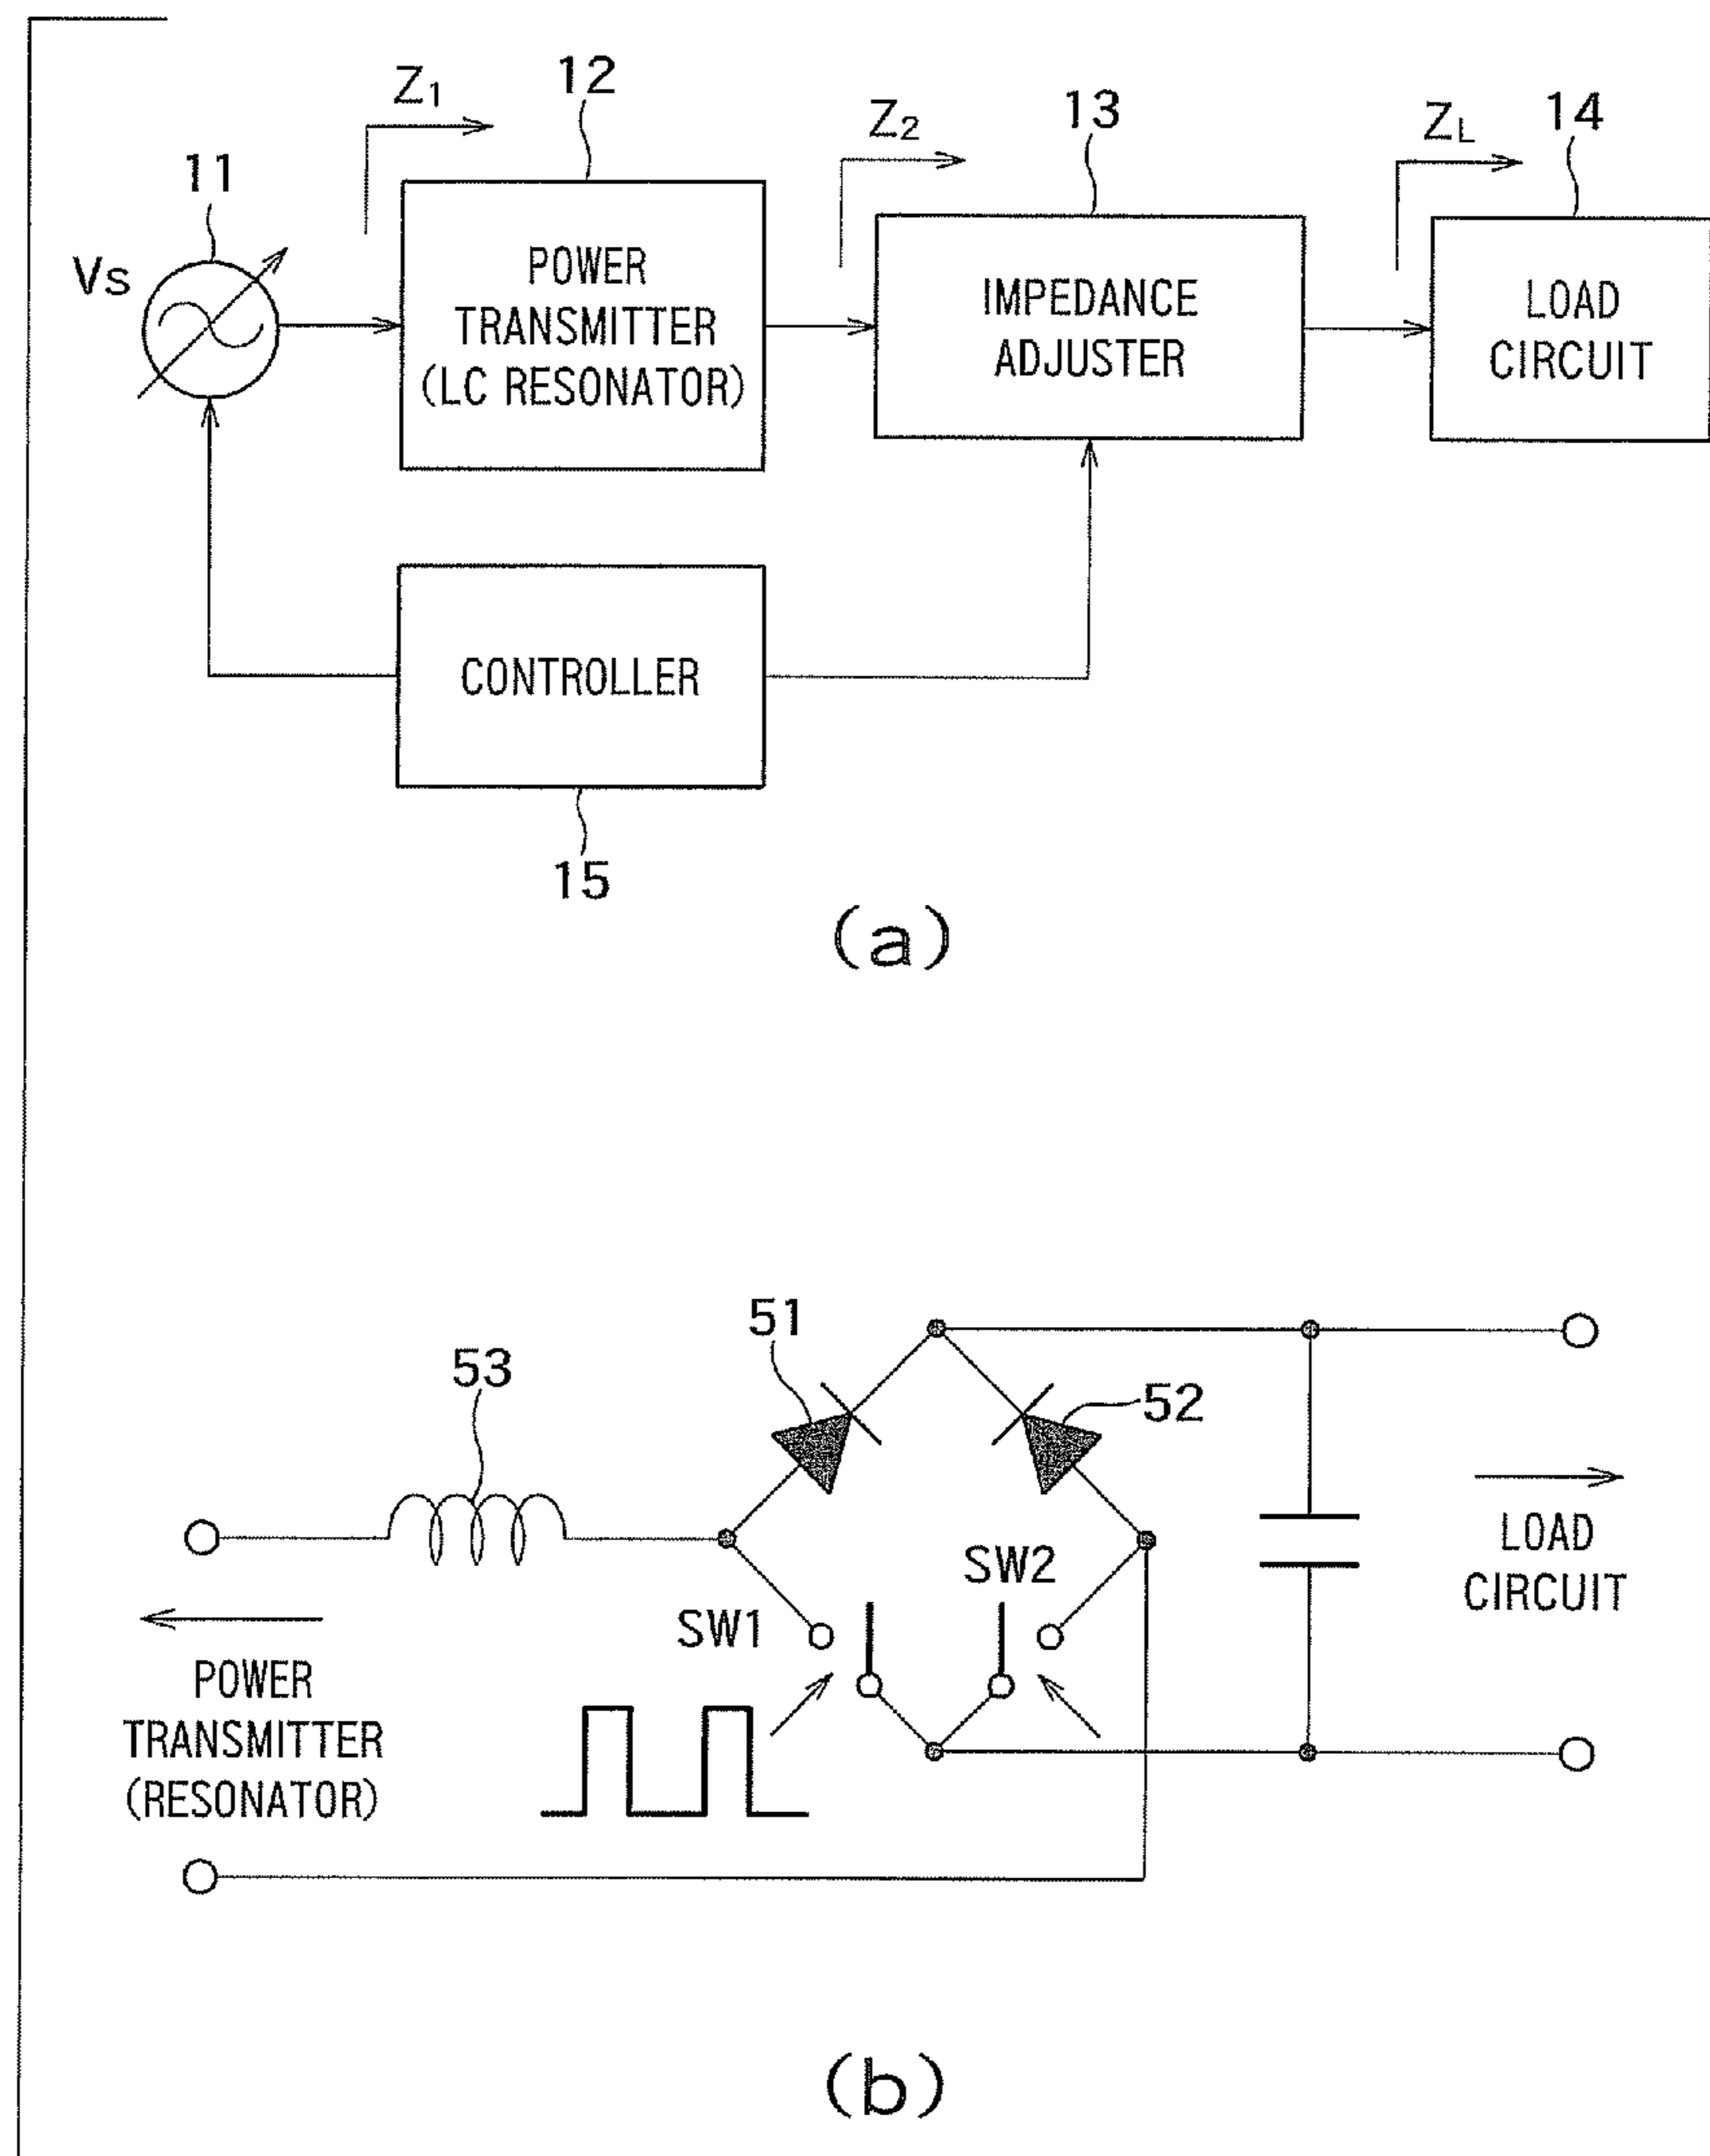 Z1
12
Z2
13
ZL
14
11
Vs
POWER
TRANSMITTER
(LC RESONATOR)
IMPEDANCE
ADJUSTER
LOAD
CIRCUIT
CONTROLLER
15
(a)
51
52
53
SW1
SW2
LOAD
CIRCUIT
POWER
TRANSMITTER
(RESONATOR)
(b)